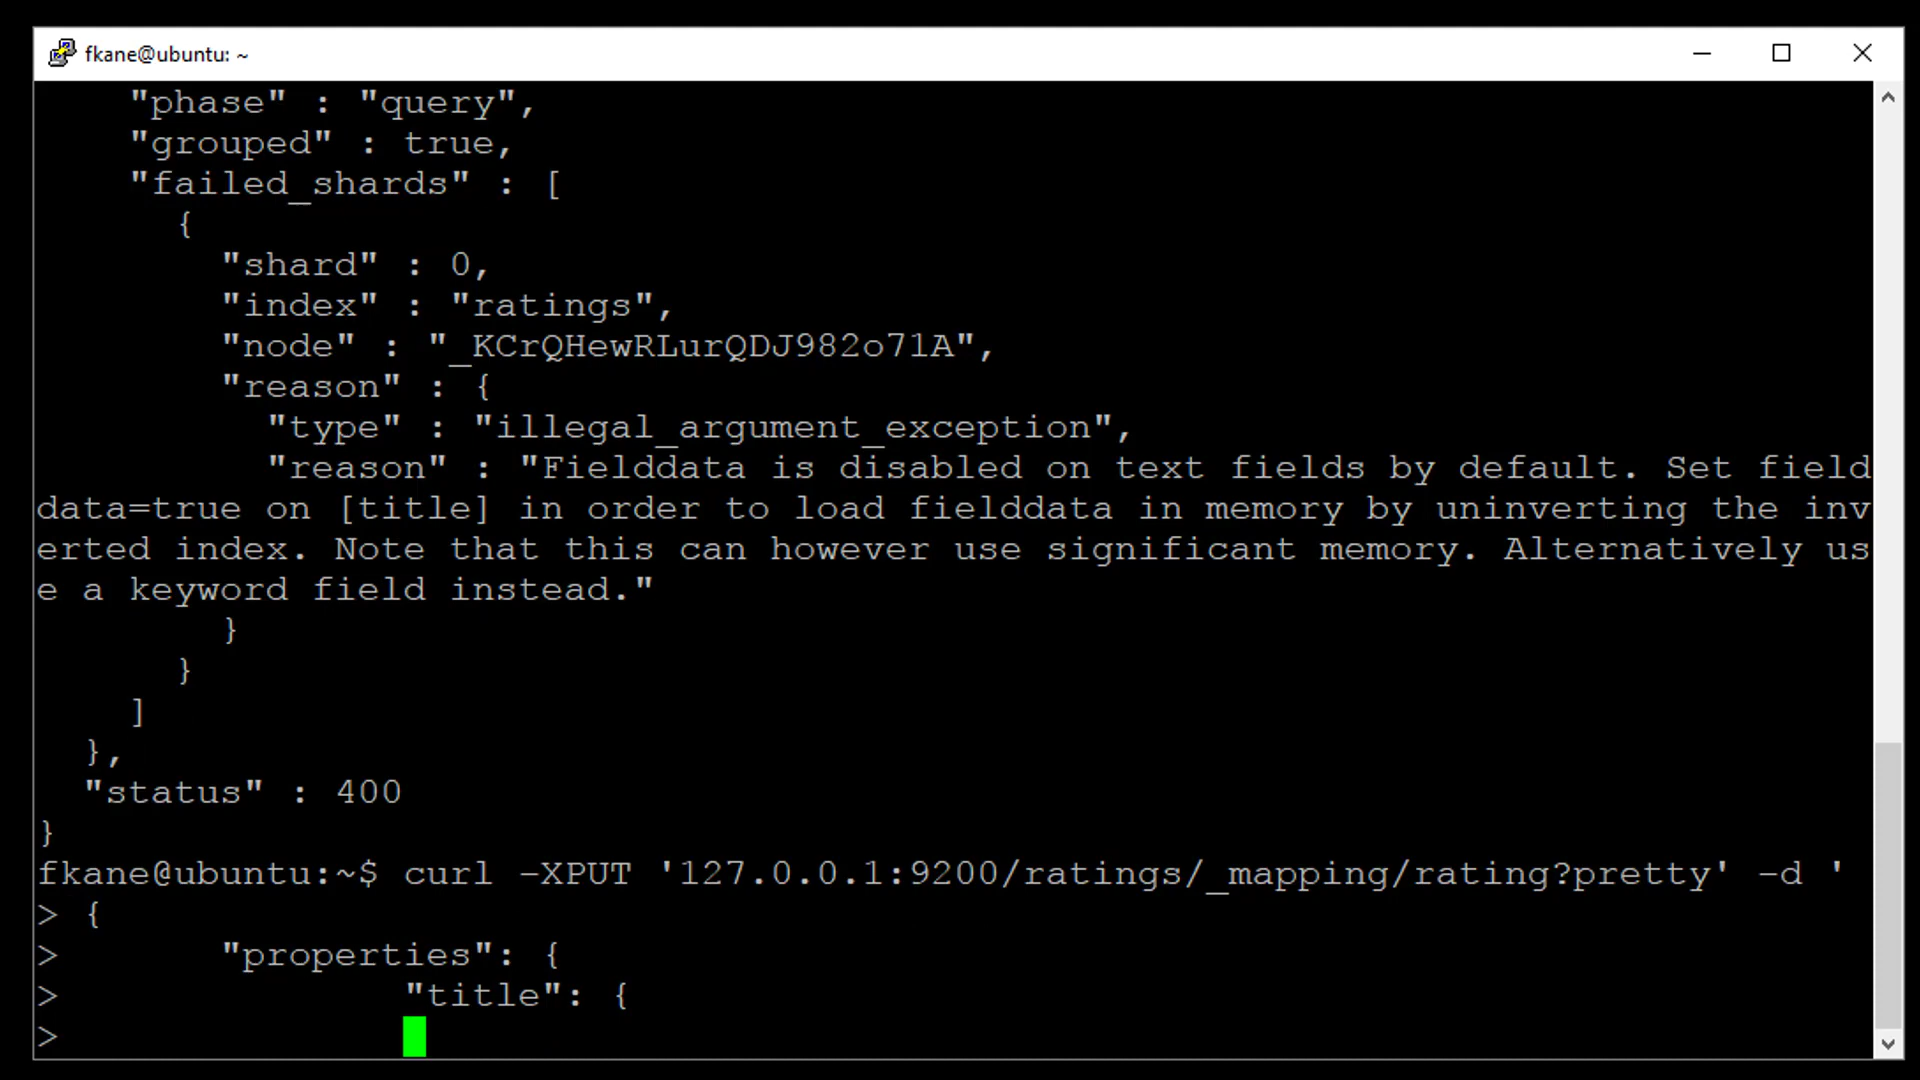 fkane@ubuntu: ~
"phase" : "query",
"grouped" : true,
"failed_shards" : [
{
"shard" : 0,
"index" : "ratings",
"node" : "_KCrQHewRLurQDJ982o71A",
"reason" : {
"type" : "illegal_argument_exception",
"reason" : "Fielddata is disabled on text fields by default. Set field
data=true on [title] in order to load fielddata in memory by uninverting the inv
erted index. Note that this can however use significant memory. Alternatively us
e a keyword field instead."
}
}
]
},
"status" : 400
}
fkane@ubuntu:~$ curl -XPUT '127.0.0.1:9200/ratings/_mapping/rating?pretty' -d '
> {
> "properties": {
> "title": {
>